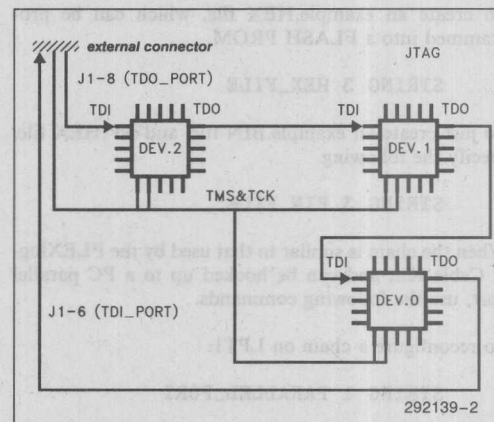 external connector
JTAG
J1-8 (TDO_PORT)
TDI
TDO
TDI
TDO
DEV.2
DEV.1
TMS&TCK
TDI
TDO
DEV.0
J1-6 (TDI_PORT)
292139-2